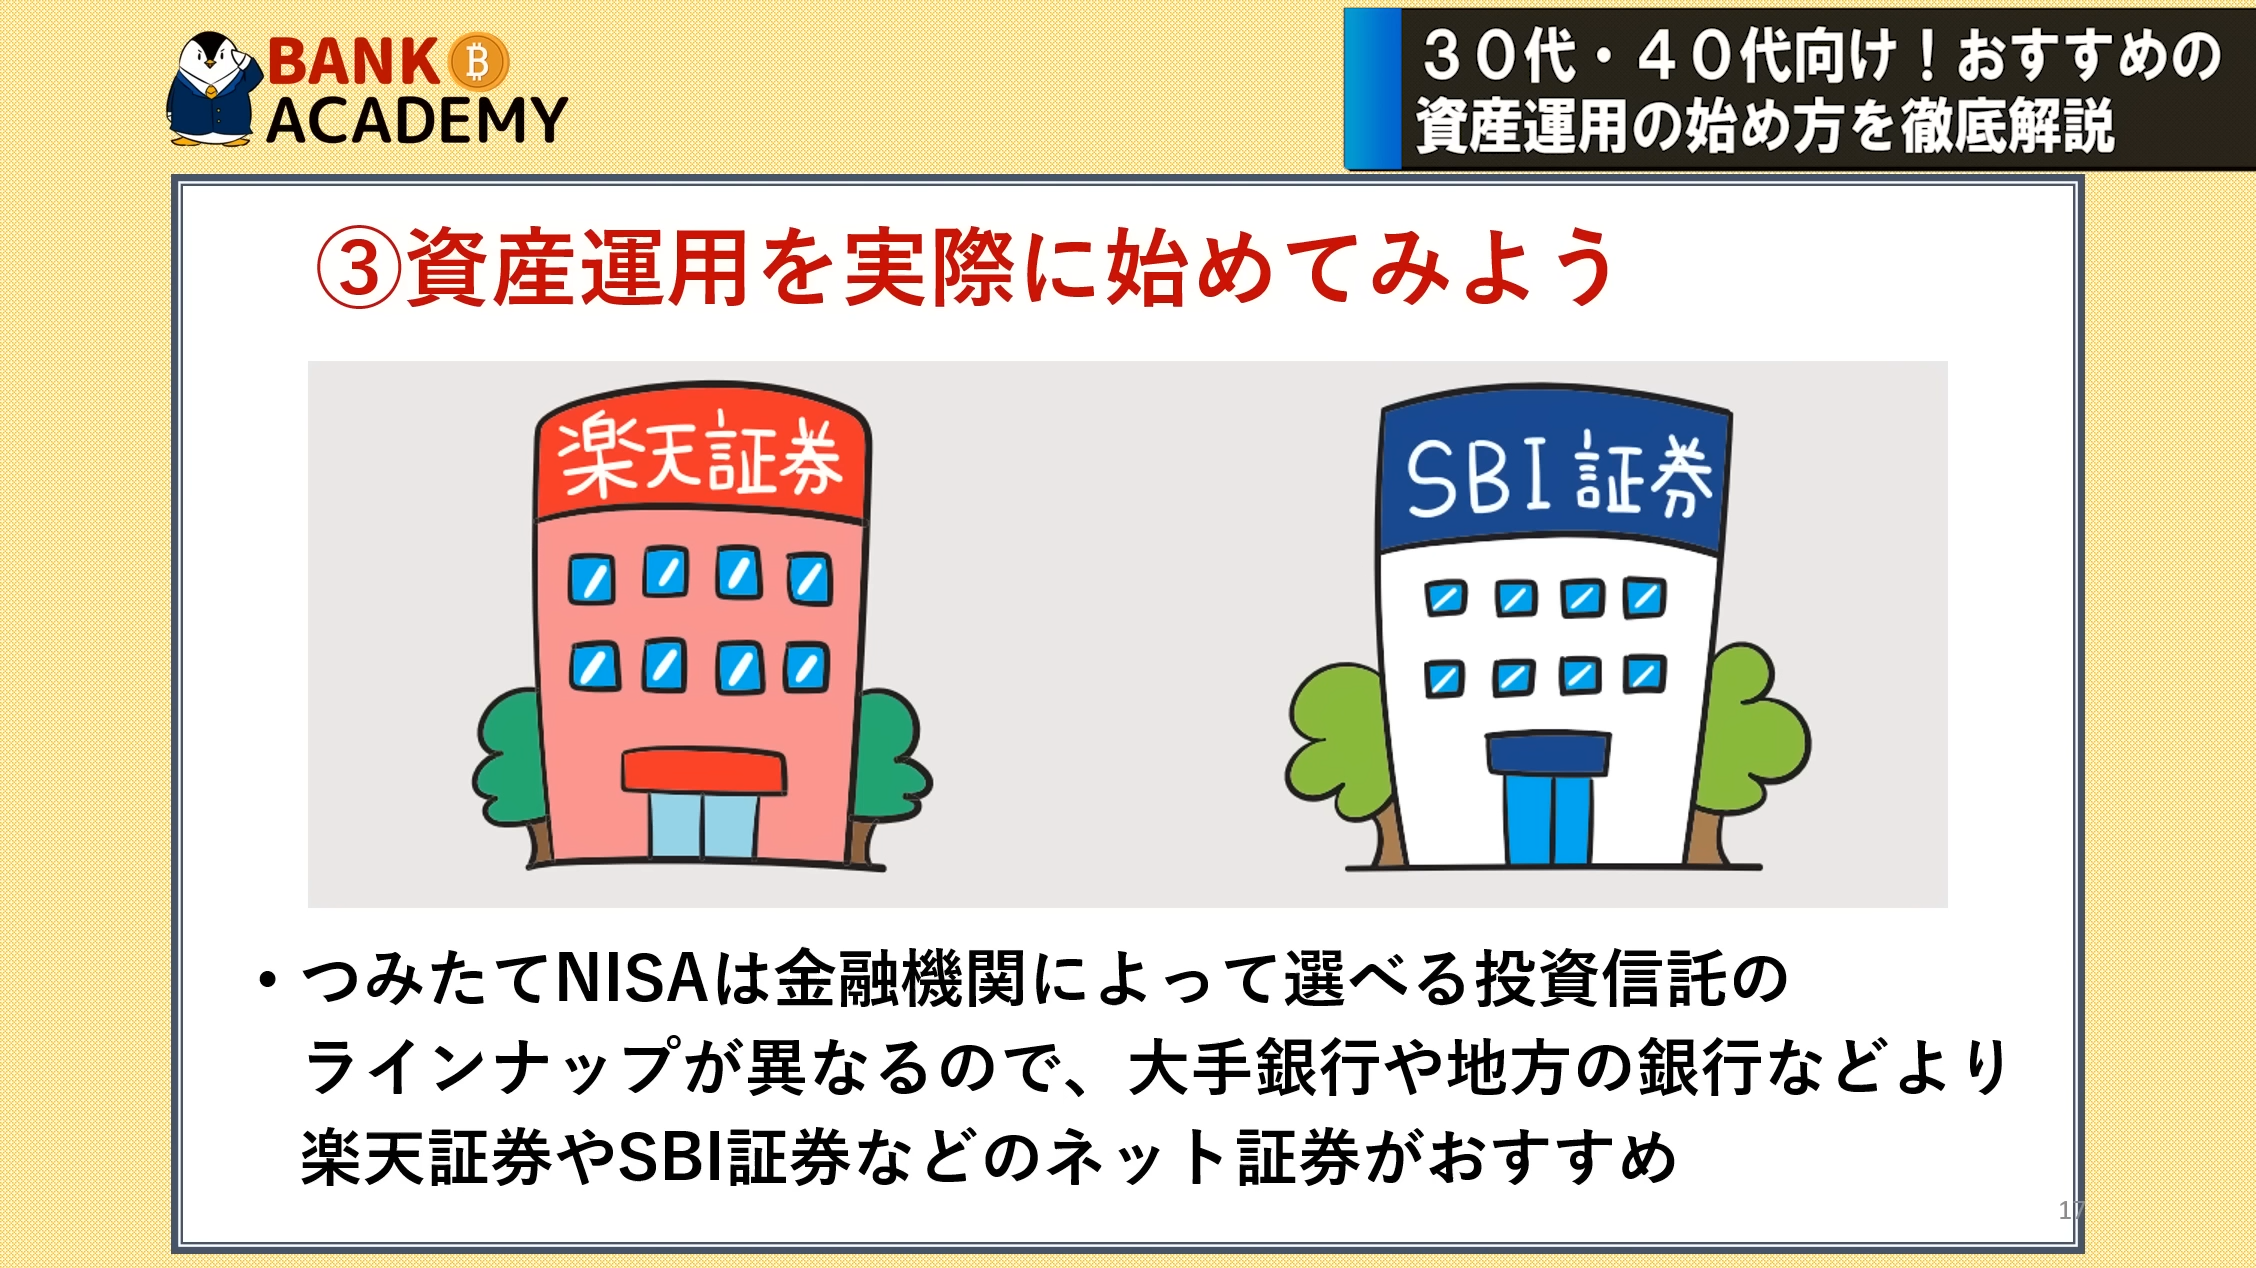 BANK
ACADEMY
３０代・４０代向け！おすすめの
資産運用の始め方を徹底解説
③資産運用を実際に始めてみよう
楽天証券
SBI証券
・つみたてNISAは金融機関によって選べる投資信託の
ラインナップが異なるので、大手銀行や地方の銀行などより
楽天証券やSBI証券などのネット証券がおすすめ
17